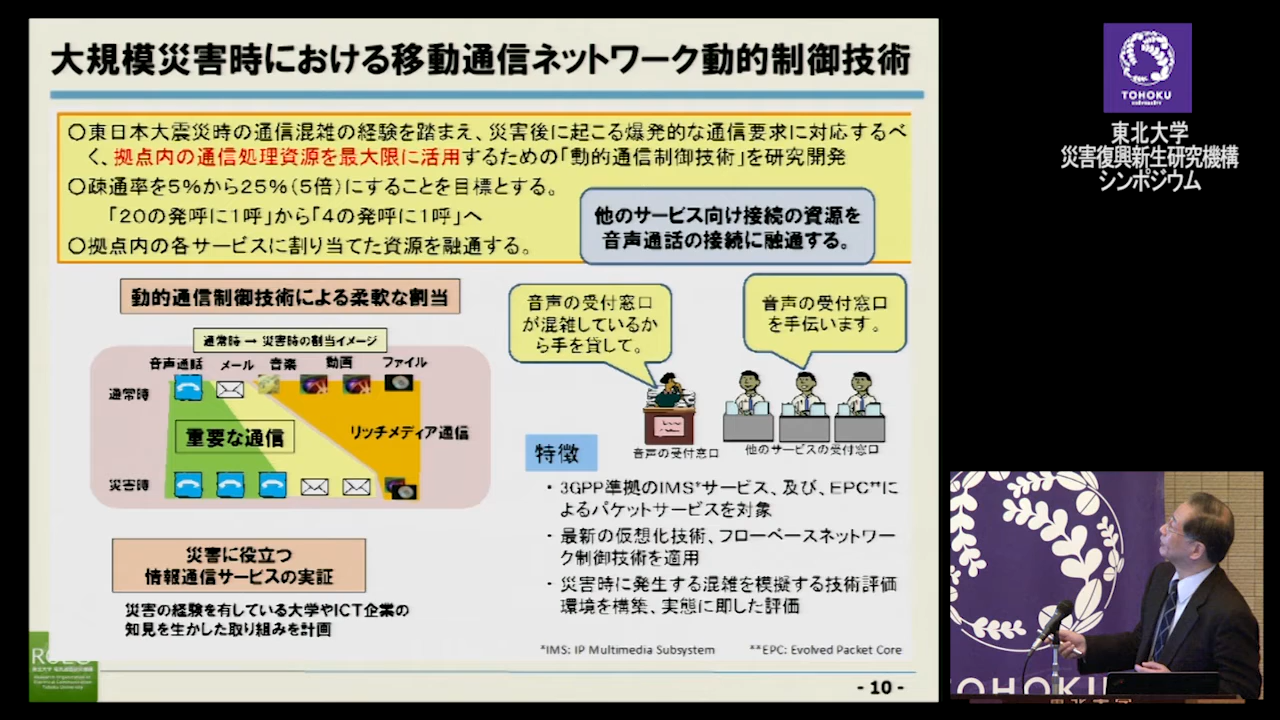 大規模災害時における移動通信ネットワーク動的制御技術
○東日本大震災時の通信混雑の経験を踏まえ、災害後に起こる爆発的な通信要求に対応するべ
く、拠点内の通信処理資源を最大限に活用するための「動的通信制御技術」を研究開発
○疎通率を5%から25%(5倍)にすることを目標とする。
「20の発呼に1呼」から「4の発呼に1呼」へ
○拠点内の各サービスに割り当てた資源を融通する。
他のサービス向け接続の資源を
音声通話の接続に融通する。
動的通信制御技術による柔軟な割当
通常時 → 災害時の割当イメージ
音声通話 メール 音楽 動画 ファイル
通常時
重要な通信
リッチメディア通信
災害時
災害に役立つ
情報通信サービスの実証
災害の経験を有している大学やICT企業の
知見を生かした取り組みを計画
音声の受付窓口
が混雑しているか
ら手を貸して。
音声の受付窓口
を手伝います。
音声の受付窓口
他のサービスの受付窓口
特徴
・3GPP準拠のIMS*サービス、及び、EPC**に
よるパケットサービスを対象
・最新の仮想化技術、フローベースネットワー
ク制御技術を適用
・災害時に発生する混雑を模擬する技術評価
環境を構築、実態に即した評価
*IMS: IP Multimedia Subsystem
**EPC: Evolved Packet Core
- 10 -
TOHOKU
UNIVERSITY
東北大学
災害復興新生研究機構
シンポジウム
TOHOKU
東北大学